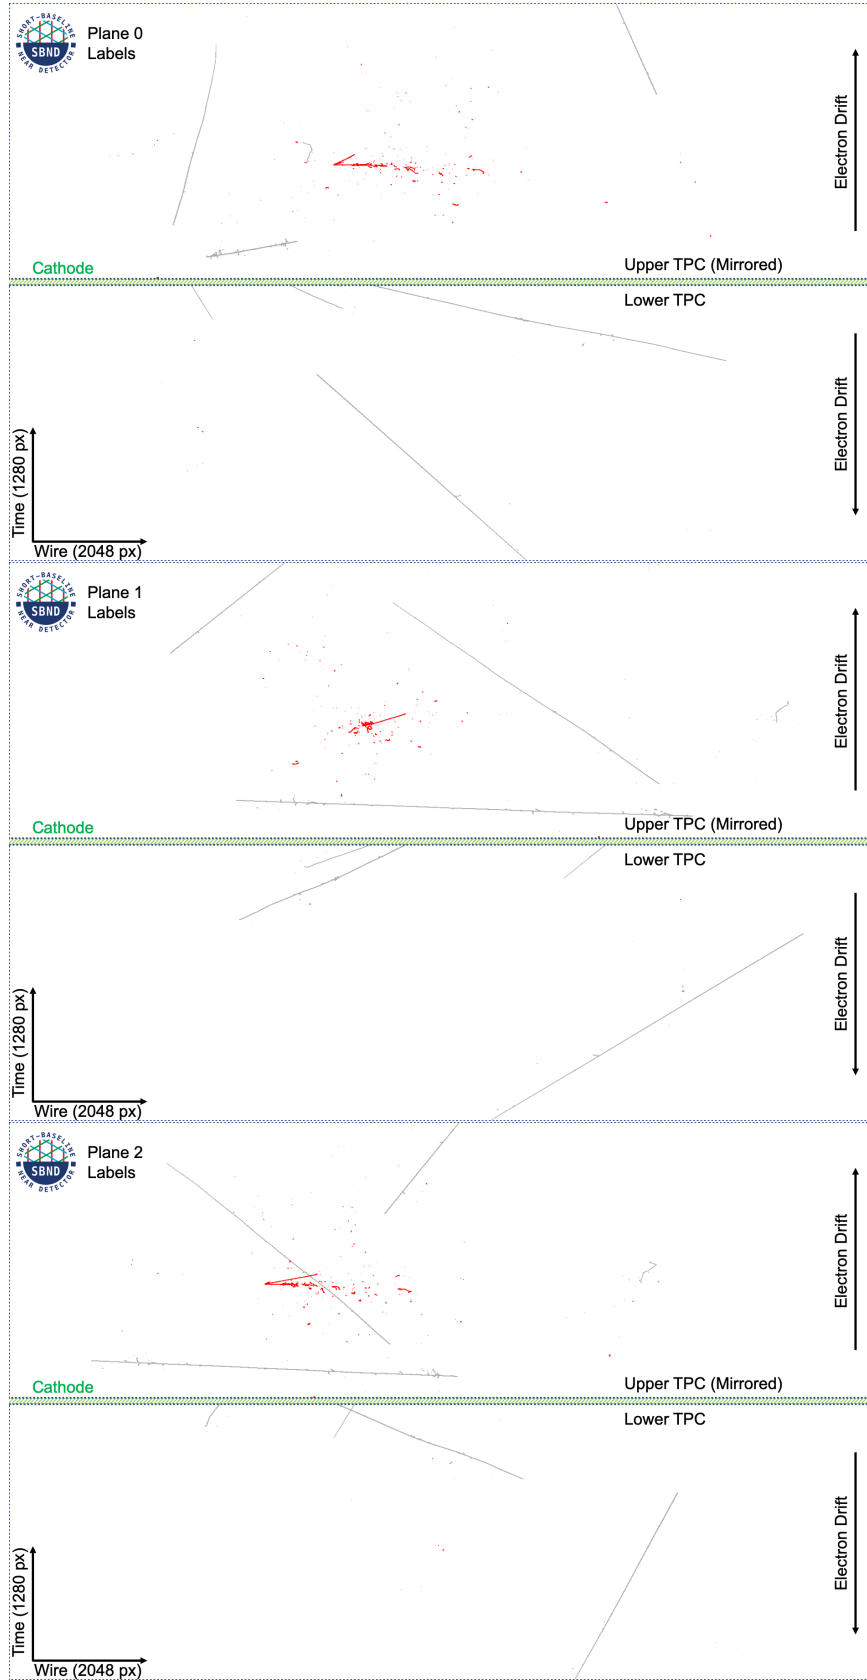 SHORT-BASELINE
SBND
NEAR DETECTOR
Plane 0
Labels
Electron Drift
Cathode
Upper TPC (Mirrored)
Lower TPC
Electron Drift
Time (1280 px)
Wire (2048 px)
SHORT-BASELINE
SBND
NEAR DETECTOR
Plane 1
Labels
Electron Drift
Cathode
Upper TPC (Mirrored)
Lower TPC
Electron Drift
Time (1280 px)
Wire (2048 px)
SHORT-BASELINE
SBND
NEAR DETECTOR
Plane 2
Labels
Electron Drift
Cathode
Upper TPC (Mirrored)
Lower TPC
Electron Drift
Time (1280 px)
Wire (2048 px)